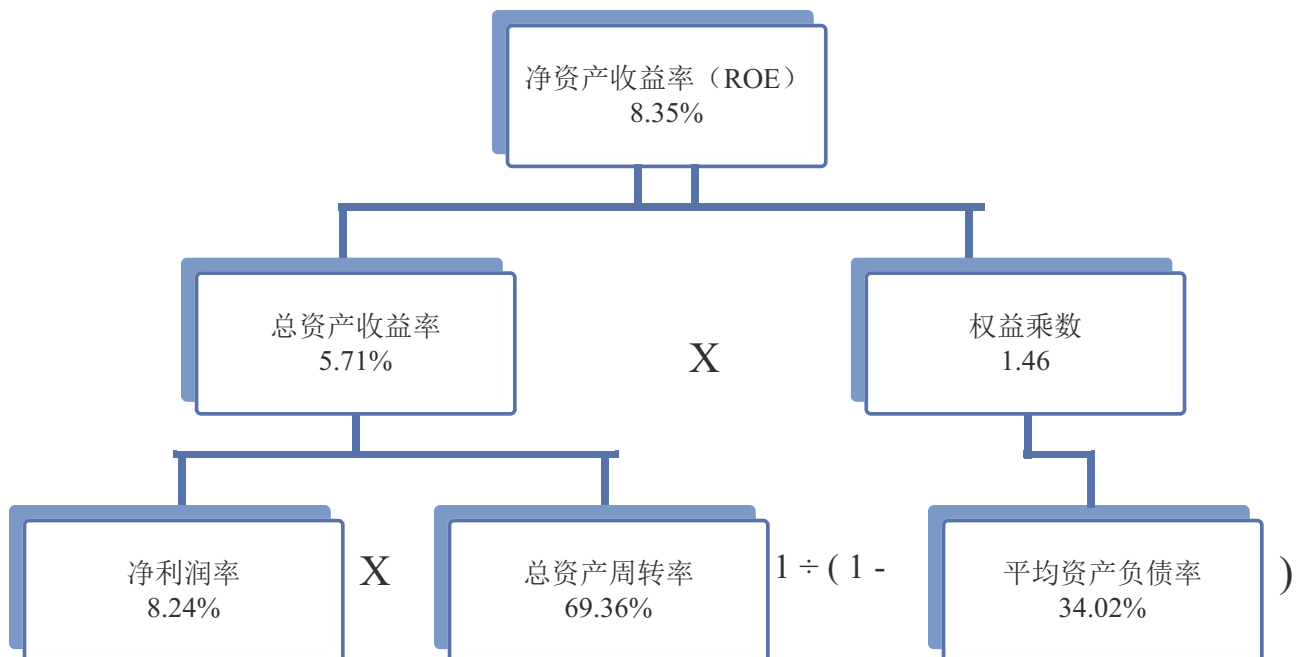 净资产收益率（ROE）
8.35%
总资产收益率
5.71%
X
权益乘数
1.46
净利润率
8.24%
X
总资产周转率
69.36%
1 ÷ ( 1 -
平均资产负债率
34.02%
)